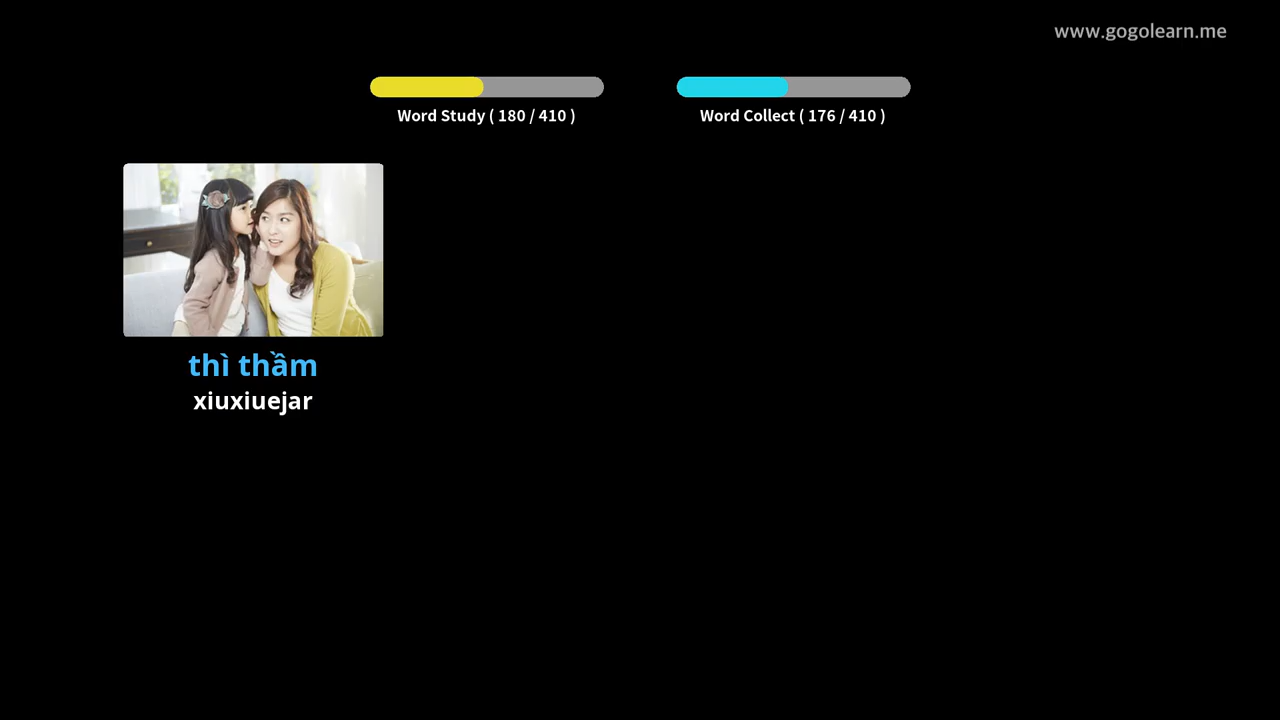 www.gogolearn.me
Word Study ( 180 / 410 )
Word Collect ( 176 / 410 )
thì thầm
xiuxiuejar